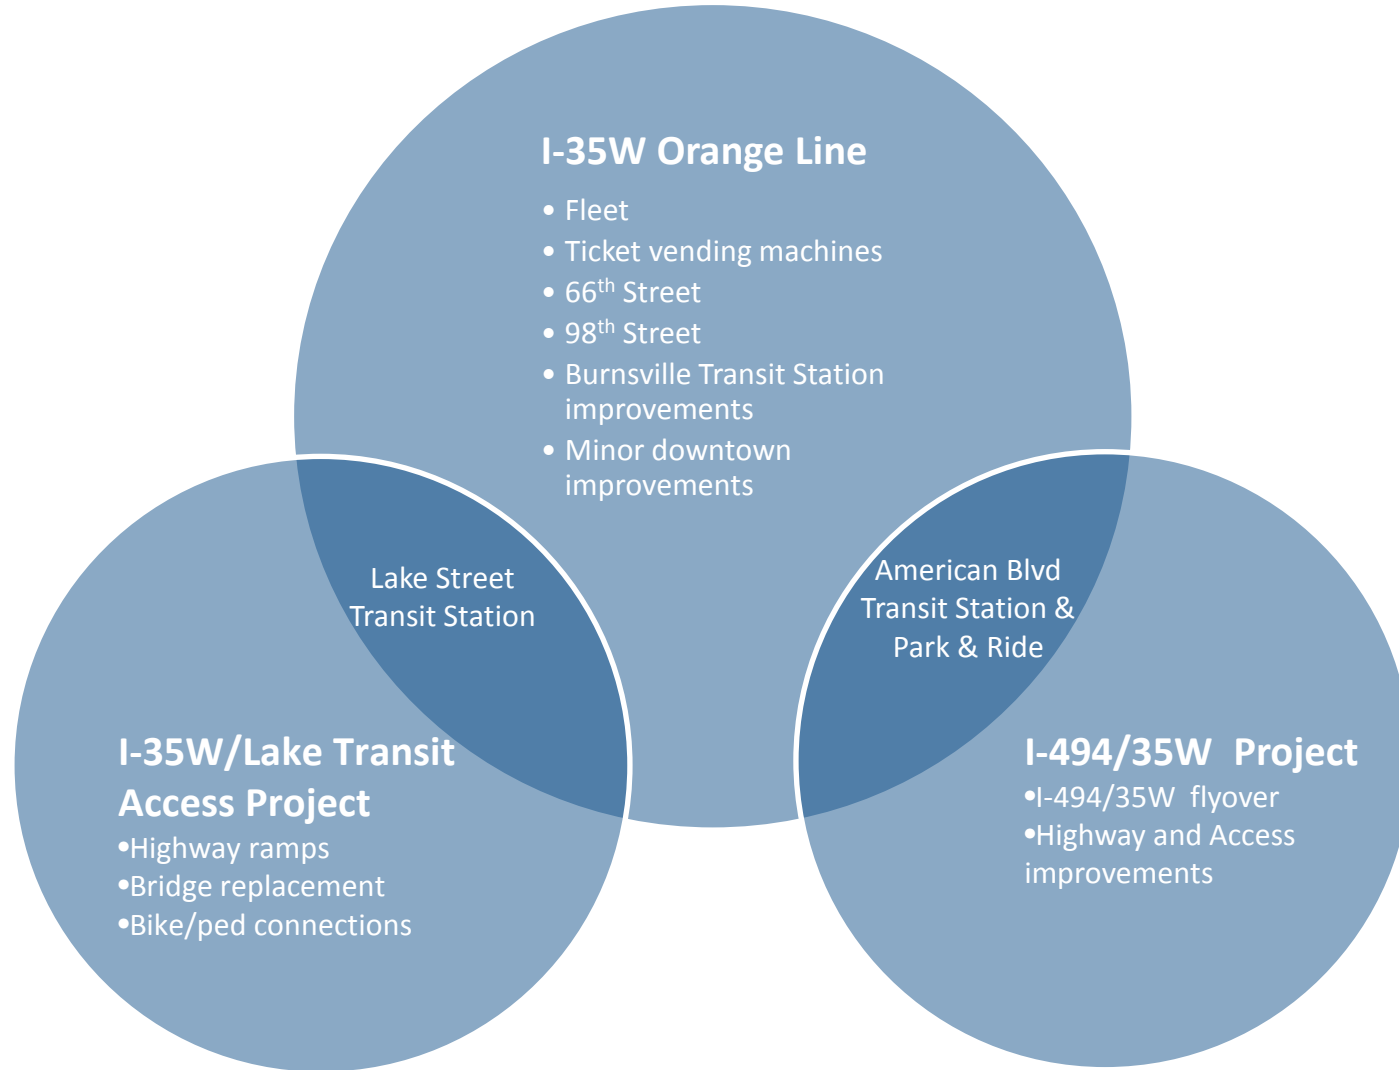 I-35W Orange Line
• Fleet
• Ticket vending machines
• 66th Street
• 98th Street
• Burnsville Transit Station
improvements
• Minor downtown
improvements
Lake Street
Transit Station
American Blvd
Transit Station &
Park & Ride
I-35W/Lake Transit
Access Project
•Highway ramps
•Bridge replacement
•Bike/ped connections
I-494/35W  Project
•I-494/35W  flyover
•Highway and Access
improvements